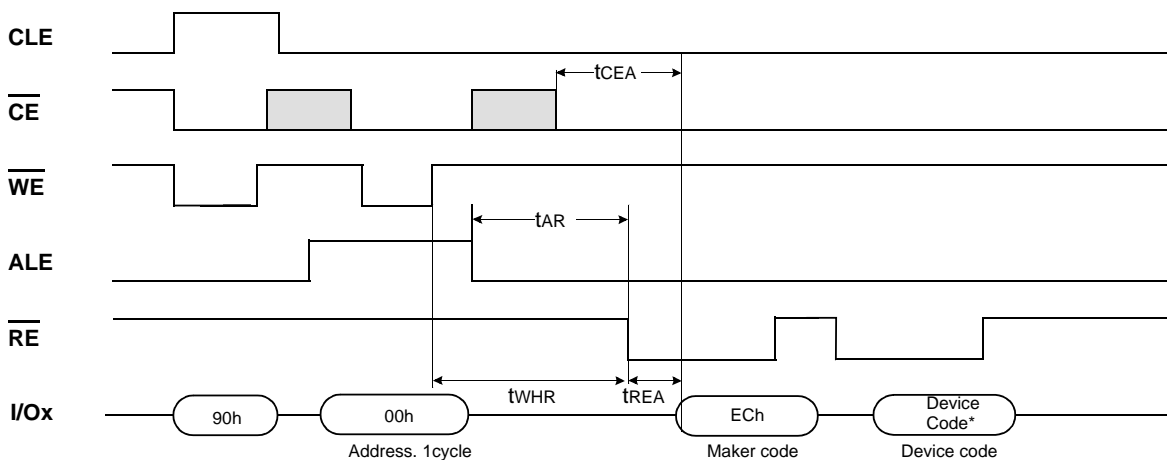 CLE
tCEA
CE
WE
tAR
ALE
RE
tWHR tREA
I/Ox 90h 00h ECh Device
Code*
Address. 1cycle Maker code Device code